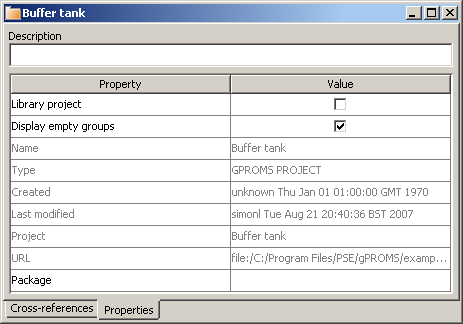 Buffer tank
Description
Property Value
Library project
Display empty groups
Name Buffer tank
Type GPROMS PROJECT
Created unknown Thu Jan 01 01:00:00 GMT 1970
Last modified simonl Tue Aug 21 20:40:36 BST 2007
Project Buffer tank
URL file:/C:/Program Files/PSE/gPROMS/examp...
Package
Cross-references Properties